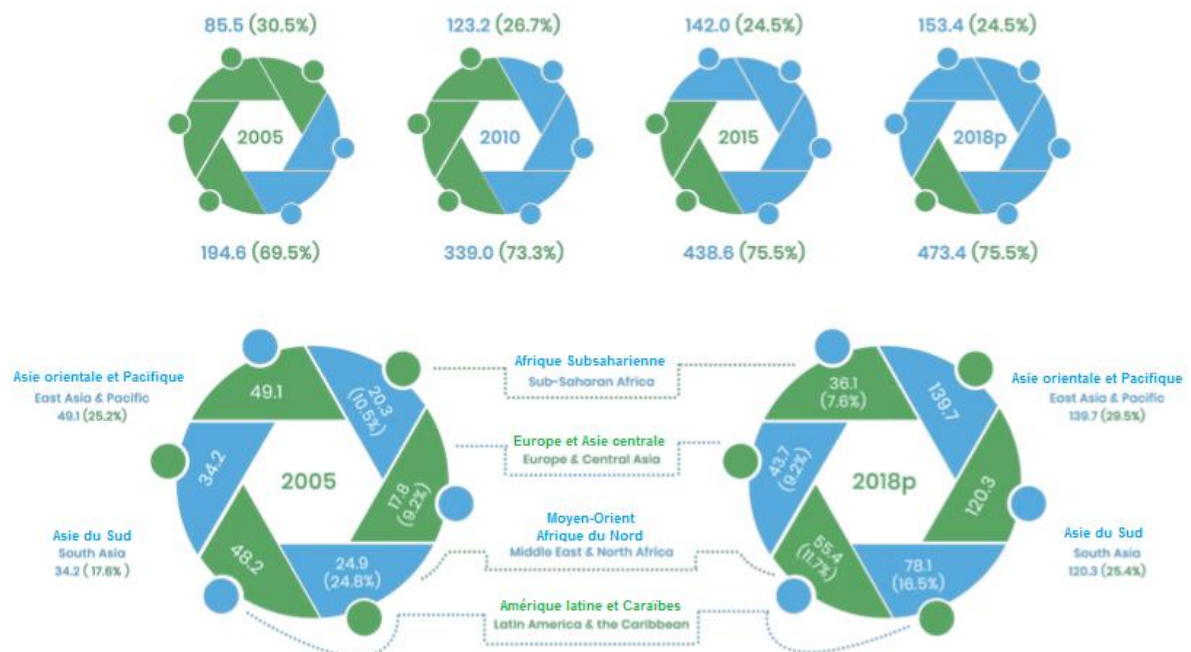 85.5 (30.5%)
123.2 (26.7%)
142.0 (24.5%)
153.4 (24.5%)
2005
2010
2015
2018p
194.6 (69.5%)
339.0 (73.3%)
438.6 (75.5%)
473.4 (75.5%)
Asie orientale et Pacifique
East Asia & Pacific
49.1 (25.2%)
Asie du Sud
South Asia
34.2 (17.6%)
49.1
20.3
(10.5%)
34.2
2005
17.8
(9.2%)
48.2
24.9
(24.8%)
Afrique Subsaharienne
Sub-Saharan Africa
Europe et Asie centrale
Europe & Central Asia
Moyen-Orient
Afrique du Nord
Middle East & North Africa
Amérique latine et Caraïbes
Latin America & the Caribbean
36.1
(7.6%)
139.7
43.7
(9.2%)
2018p
120.3
55.4
(11.7%)
78.1
(16.5%)
Asie orientale et Pacifique
East Asia & Pacific
139.7 (29.5%)
Asie du Sud
South Asia
120.3 (25.4%)